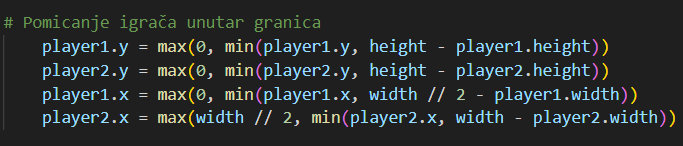 # Pomicanje igrača unutar granica
player1.y = max(0, min(player1.y, height - player1.height))
player2.y = max(0, min(player2.y, height - player2.height))
player1.x = max(0, min(player1.x, width // 2 - player1.width))
player2.x = max(width // 2, min(player2.x, width - player2.width))